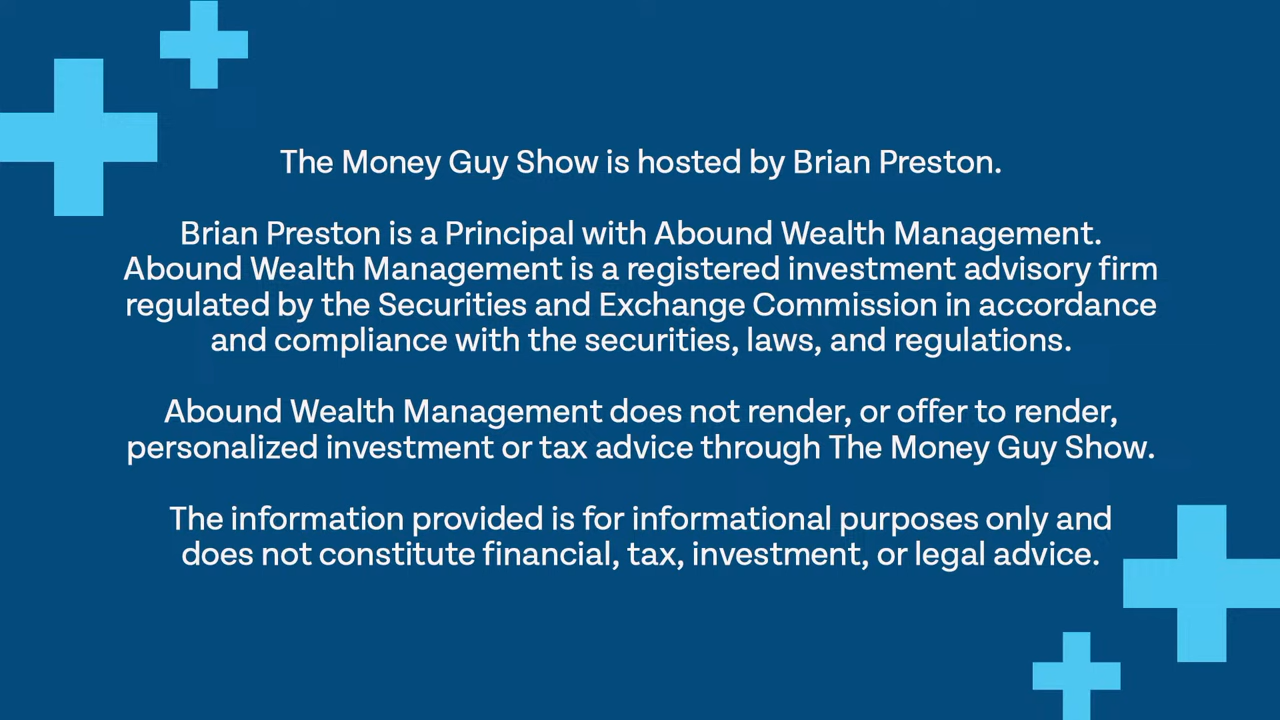 The Money Guy Show is hosted by Brian Preston.
Brian Preston is a Principal with Abound Wealth Management.
Abound Wealth Management is a registered investment advisory firm
regulated by the Securities and Exchange Commission in accordance
and compliance with the securities, laws, and regulations.
Abound Wealth Management does not render, or offer to render,
personalized investment or tax advice through The Money Guy Show.
The information provided is for informational purposes only and
does not constitute financial, tax, investment, or legal advice.